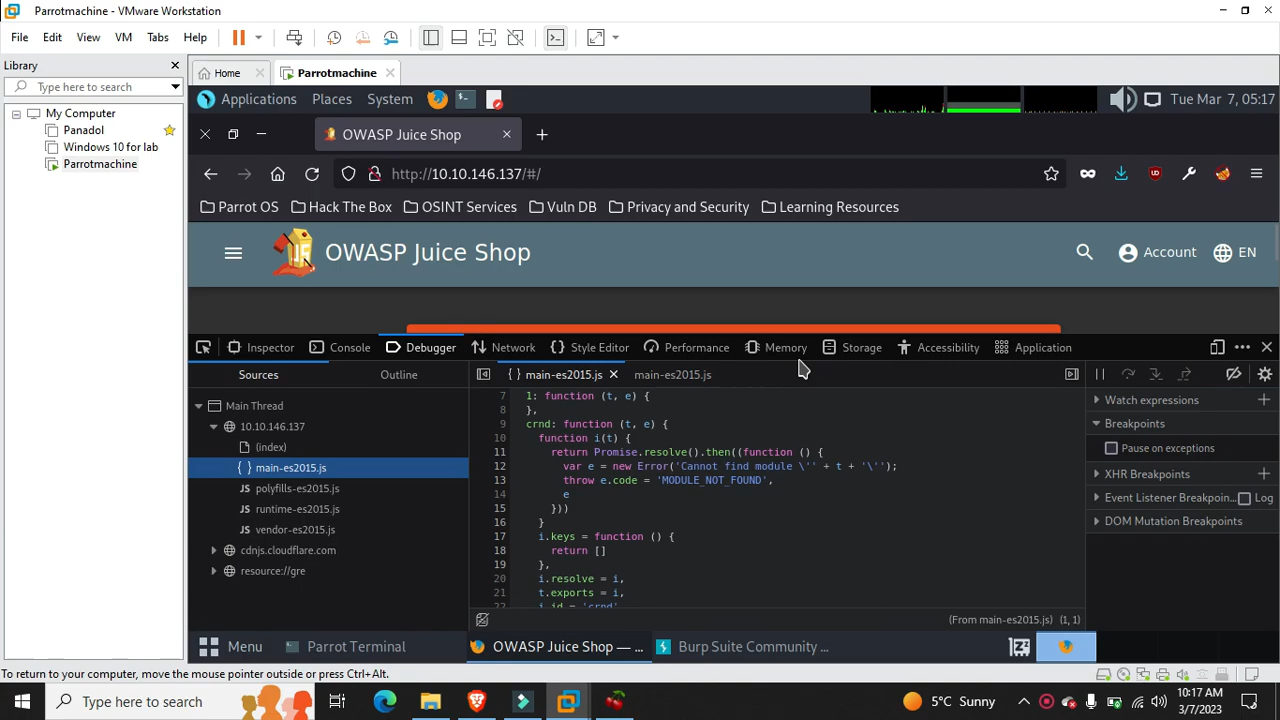 Parrotmachine - VMware Workstation
File Edit View VM Tabs Help
Library
Type here to search
My Computer
Panadol
Windows 10 for lab
Parrotmachine
Home
Parrotmachine
Applications Places System
Tue Mar 7, 05:17
OWASP Juice Shop
http://10.10.146.137/#/
Parrot OS Hack The Box OSINT Services Vuln DB Privacy and Security Learning Resources
OWASP Juice Shop
Account EN
Inspector Console Debugger Network Style Editor Performance Memory Storage Accessibility Application
Sources Outline
Main Thread
10.10.146.137
(index)
main-es2015.js
polyfills-es2015.js
runtime-es2015.js
vendor-es2015.js
cdnjs.cloudflare.com
resource://gre
main-es2015.js main-es2015.js
7 1: function (t, e) {
8 },
9 crnd: function (t, e) {
10 function i(t) {
11 return Promise.resolve().then((function () {
12 var e = new Error('Cannot find module \'' + t + '\'');
13 throw e.code = 'MODULE_NOT_FOUND',
14 e
15 }))
16 }
17 i.keys = function () {
18 return []
19 },
20 i.resolve = i,
21 t.exports = i,
22 i.id = 'crnd'
(From main-es2015.js) (1, 1)
Watch expressions
Breakpoints
Pause on exceptions
XHR Breakpoints
Event Listener Breakpoin... Log
DOM Mutation Breakpoints
Menu Parrot Terminal OWASP Juice Shop — ... Burp Suite Community ...
To return to your computer, move the mouse pointer outside or press Ctrl+Alt.
Type here to search
5°C Sunny
10:17 AM
3/7/2023